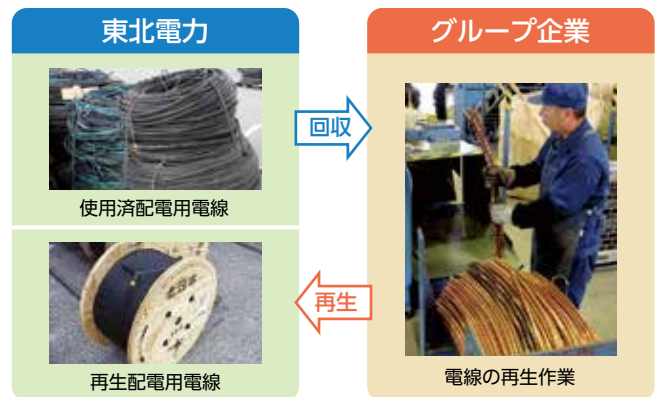 東北電力
グループ企業
回収
使用済配電用電線
再生
再生配電用電線
電線の再生作業